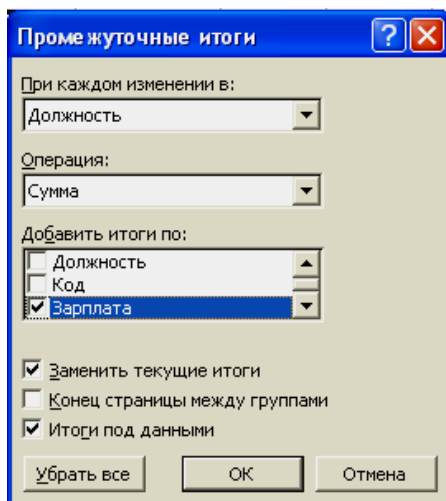 Промежуточные итоги
При каждом изменении в:
Должность
Операция:
Сумма
Добавить итоги по:
Должность
Код
Зарплата
Заменить текущие итоги
Конец страницы между группами
Итоги под данными
Убрать все ОК Отмена